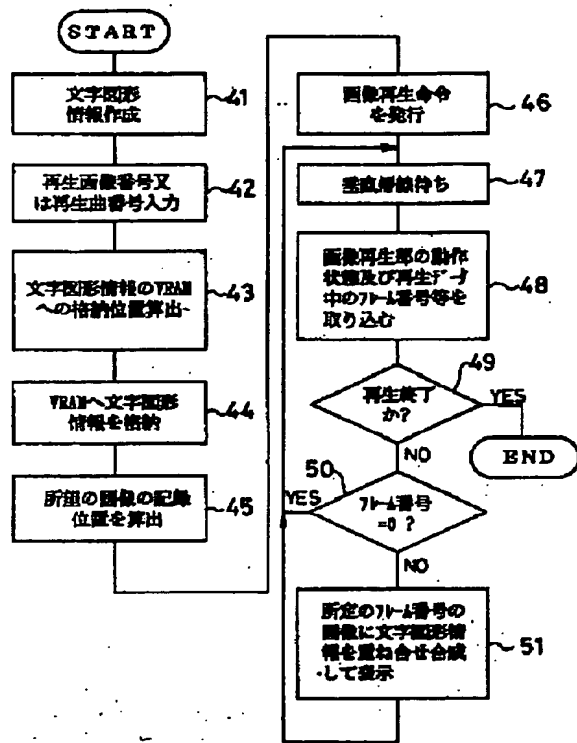 START
文字図形
情報作成
41
再生画像番号又
は再生曲番号入力
42
文字図形情報のVRAM
への格納位置算出
43
VRAMへ文字図形
情報を格納
44
所望の画像の記録
位置を算出
45
画像再生命令
を発行
46
垂直帰線待ち
47
画像再生部の動作
状態及び再生データ
中のフレーム番号等を
取り込む
48
再生終了
か?
49
YES
END
NO
50
フレーム番号
=0 ?
YES
NO
所定のフレーム番号の
画像に文字図形情
報を重ね合せ合成
して表示
51